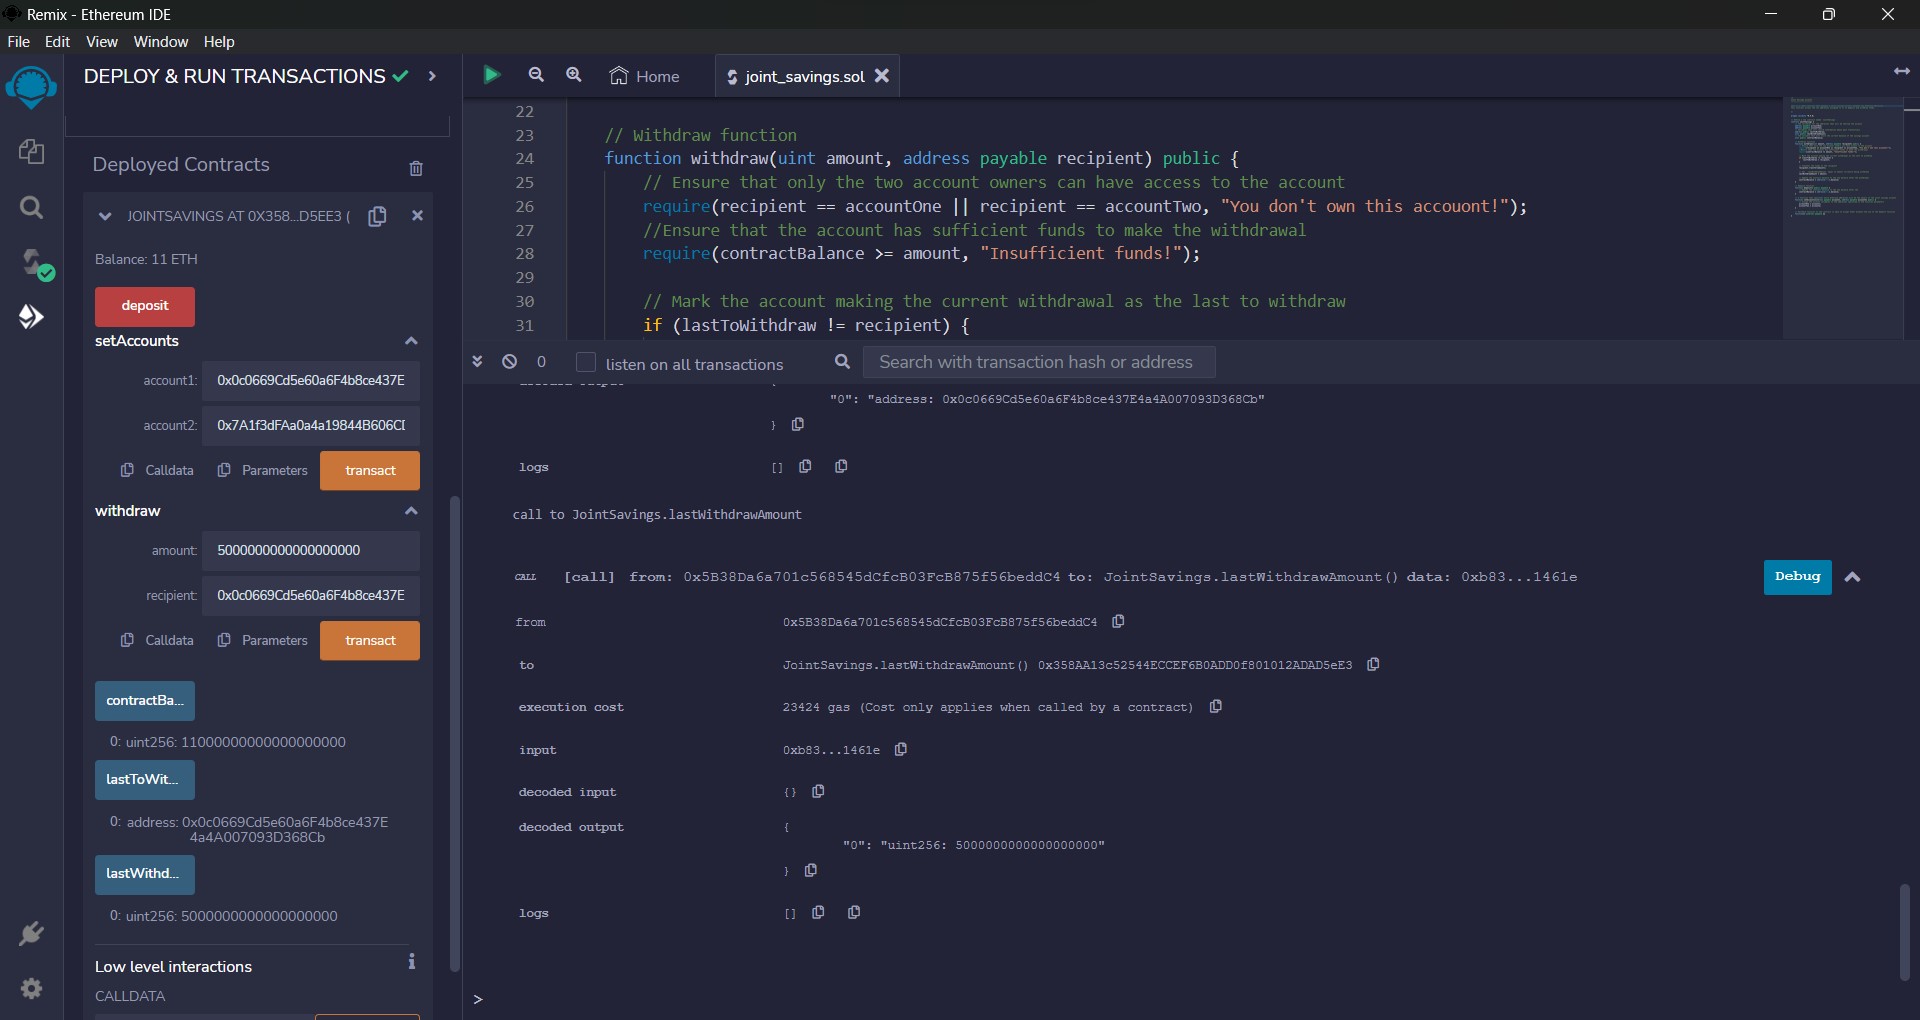 Remix - Ethereum IDE
File Edit View Window Help
DEPLOY & RUN TRANSACTIONS
Deployed Contracts
JOINTSAVINGS AT 0X358...D5EE3 (
Balance: 11 ETH
deposit
setAccounts
account1: 0x0c0669Cd5e60a6F4b8ce437E
account2: 0x7A1f3dFAa0a4a19844B606CI
Calldata Parameters transact
withdraw
amount: 5000000000000000000
recipient: 0x0c0669Cd5e60a6F4b8ce437E
Calldata Parameters transact
contractBa...
0: uint256: 11000000000000000000
lastToWit...
0: address: 0x0c0669Cd5e60a6F4b8ce437E
4a4A007093D368Cb
lastWithd...
0: uint256: 5000000000000000000
Low level interactions
i
CALLDATA
Home joint_savings.sol
22
23 // Withdraw function
24 function withdraw(uint amount, address payable recipient) public {
25 // Ensure that only the two account owners can have access to the account
26 require(recipient == accountOne || recipient == accountTwo, "You don't own this accouont!");
27 //Ensure that the account has sufficient funds to make the withdrawal
28 require(contractBalance >= amount, "Insufficient funds!");
29
30 // Mark the account making the current withdrawal as the last to withdraw
31 if (lastToWithdraw != recipient) {
0 listen on all transactions Search with transaction hash or address
"0": "address: 0x0c0669Cd5e60a6F4b8ce437E4a4A007093D368Cb"
}
logs []
call to JointSavings.lastWithdrawAmount
CALL [call] from: 0x5B38Da6a701c568545dCfcB03FcB875f56beddC4 to: JointSavings.lastWithdrawAmount() data: 0xb83...1461e Debug
from 0x5B38Da6a701c568545dCfcB03FcB875f56beddC4
to JointSavings.lastWithdrawAmount() 0x358AA13c52544ECCEF6B0ADD0f801012ADAD5eE3
execution cost 23424 gas (Cost only applies when called by a contract)
input 0xb83...1461e
decoded input {}
decoded output {
"0": "uint256: 5000000000000000000"
}
logs []
>